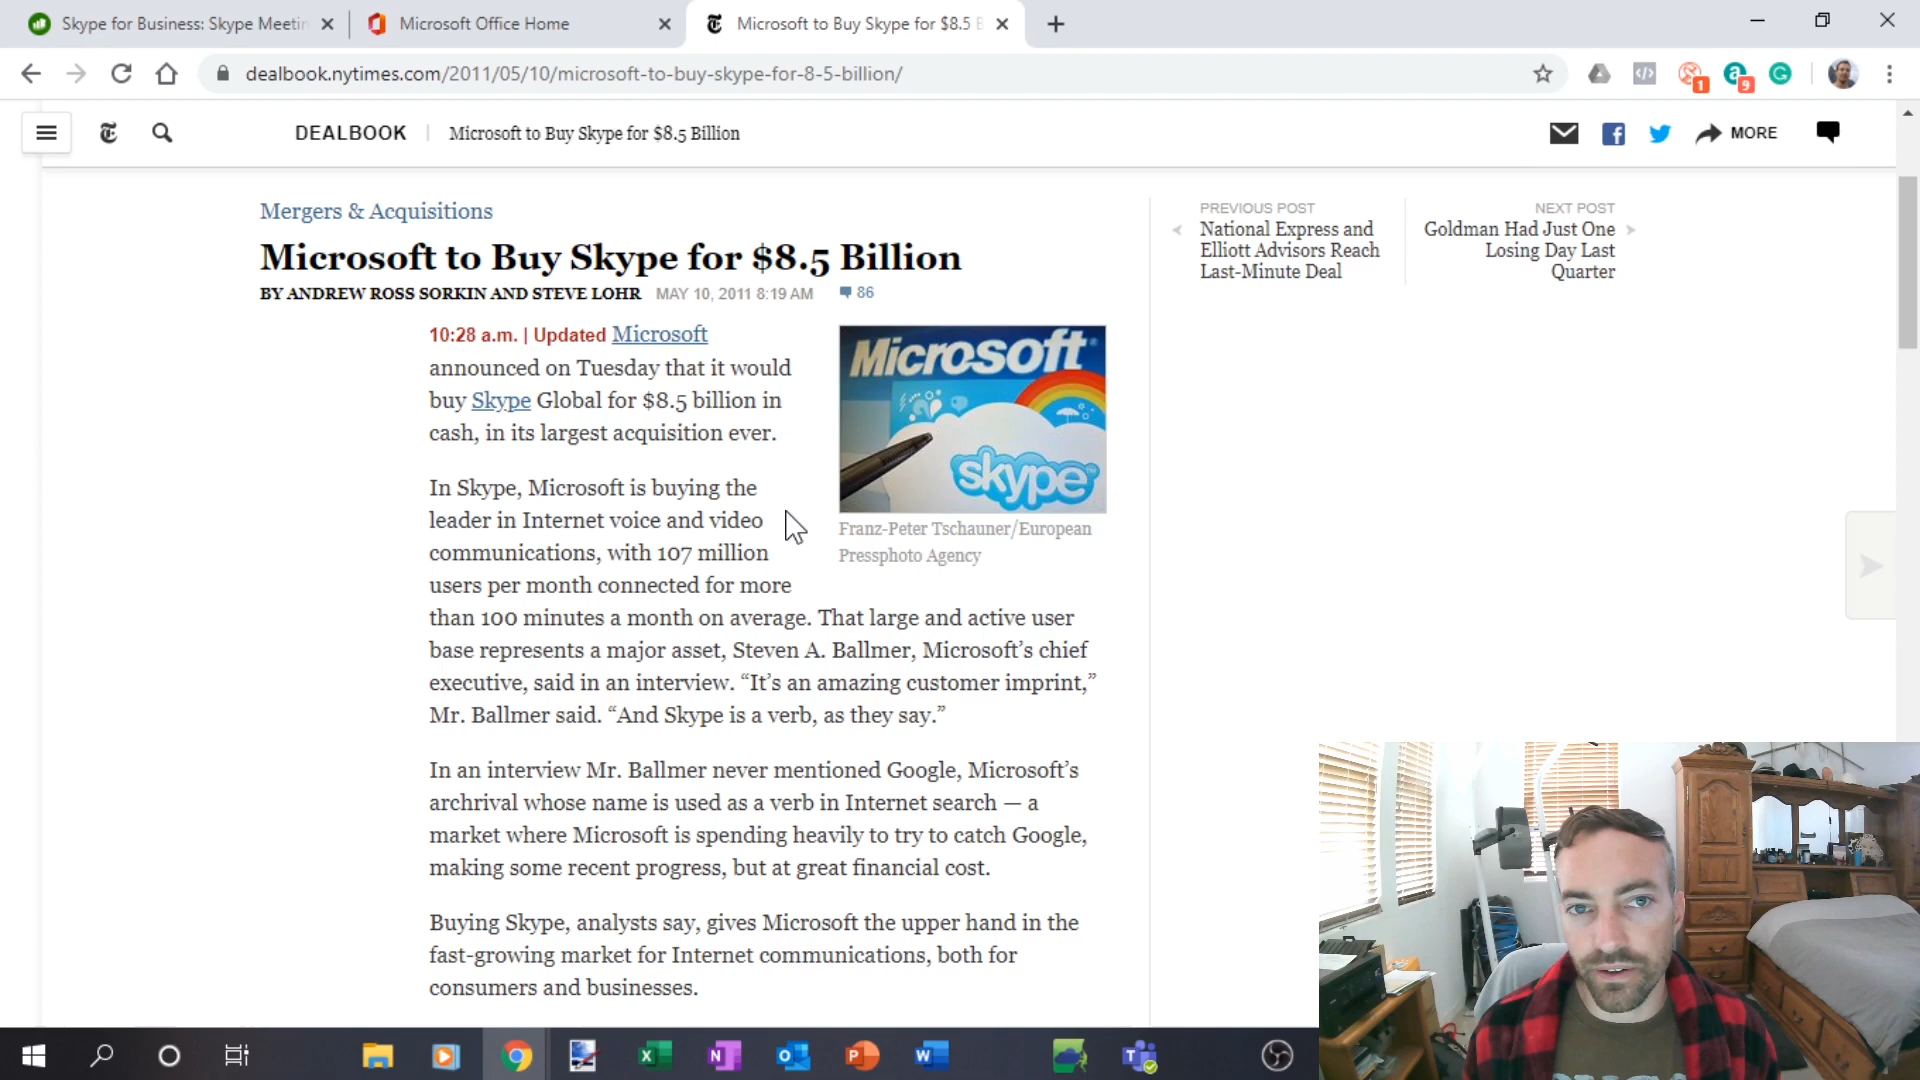 Skype for Business: Skype Meetin
Microsoft Office Home
Microsoft to Buy Skype for $8.5 B
dealbook.nytimes.com/2011/05/10/microsoft-to-buy-skype-for-8-5-billion/
1
9
DEALBOOK
Microsoft to Buy Skype for $8.5 Billion
MORE
Mergers & Acquisitions
Microsoft to Buy Skype for $8.5 Billion
BY ANDREW ROSS SORKIN AND STEVE LOHR MAY 10, 2011 8:19 AM 86
10:28 a.m. | Updated Microsoft
announced on Tuesday that it would
buy Skype Global for $8.5 billion in
cash, in its largest acquisition ever.
Microsoft
skype
Franz-Peter Tschauner/European
Pressphoto Agency
In Skype, Microsoft is buying the
leader in Internet voice and video
communications, with 107 million
users per month connected for more
than 100 minutes a month on average. That large and active user
base represents a major asset, Steven A. Ballmer, Microsoft’s chief
executive, said in an interview. “It’s an amazing customer imprint,”
Mr. Ballmer said. “And Skype is a verb, as they say.”
In an interview Mr. Ballmer never mentioned Google, Microsoft’s
archrival whose name is used as a verb in Internet search — a
market where Microsoft is spending heavily to try to catch Google,
making some recent progress, but at great financial cost.
Buying Skype, analysts say, gives Microsoft the upper hand in the
fast-growing market for Internet communications, both for
consumers and businesses.
PREVIOUS POST
National Express and
Elliott Advisors Reach
Last-Minute Deal
NEXT POST
Goldman Had Just One
Losing Day Last
Quarter